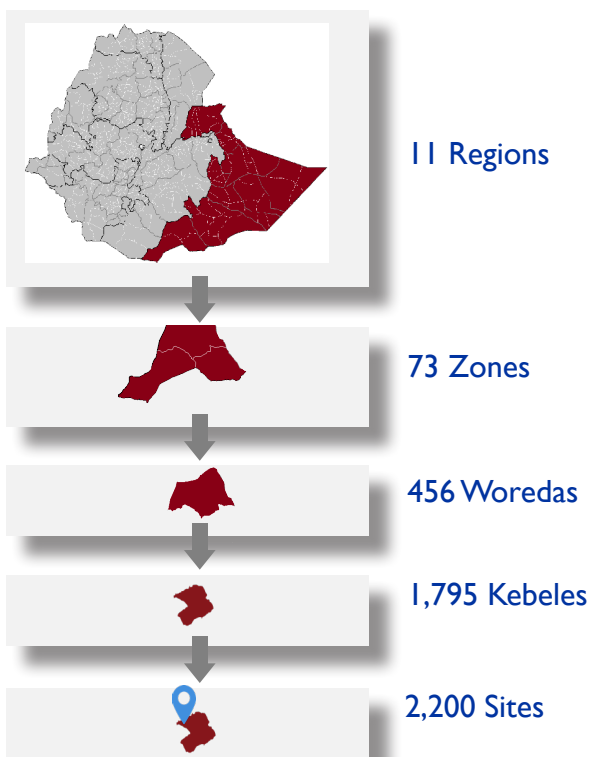 11 Regions
73 Zones
456 Woredas
1,795 Kebeles
2,200 Sites